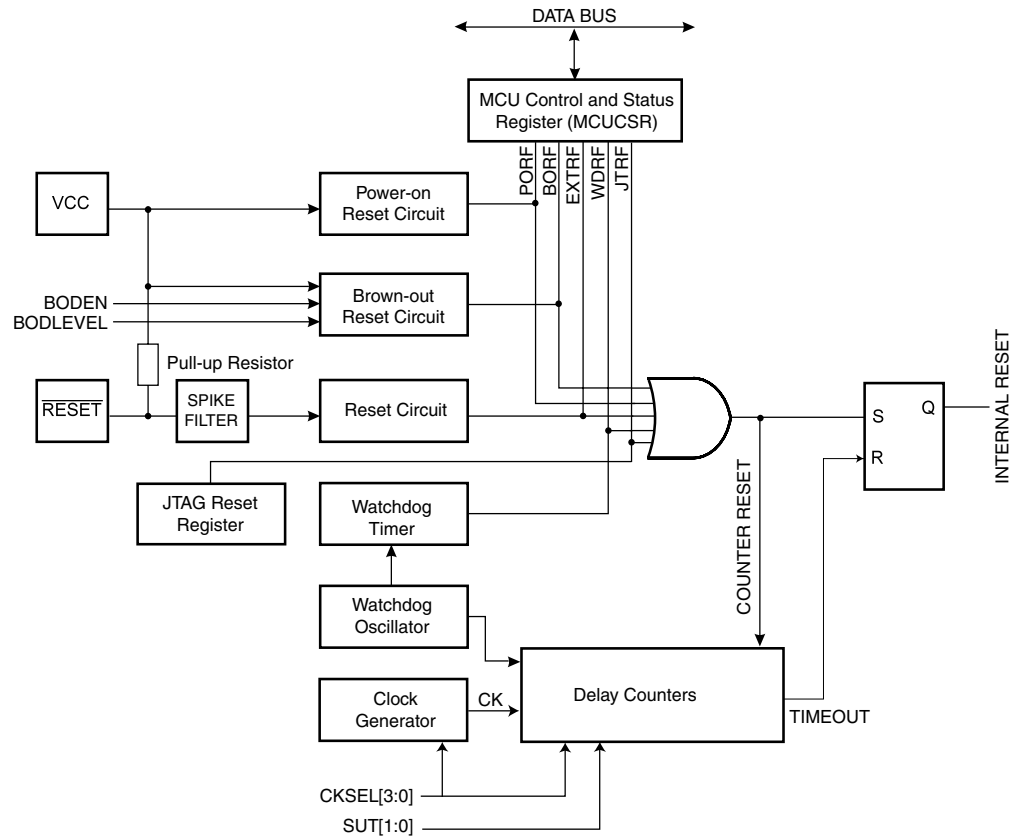 DATA BUS
MCU Control and Status
Register (MCUCSR)
PORF
BORF
EXTRF
WDRF
JTRF
VCC
Power-on
Reset Circuit
BODEN
BODLEVEL
Brown-out
Reset Circuit
Pull-up Resistor
RESET
SPIKE
FILTER
Reset Circuit
S
Q
R
INTERNAL RESET
JTAG Reset
Register
Watchdog
Timer
COUNTER RESET
Watchdog
Oscillator
Clock
Generator
CK
Delay Counters
TIMEOUT
CKSEL[3:0]
SUT[1:0]